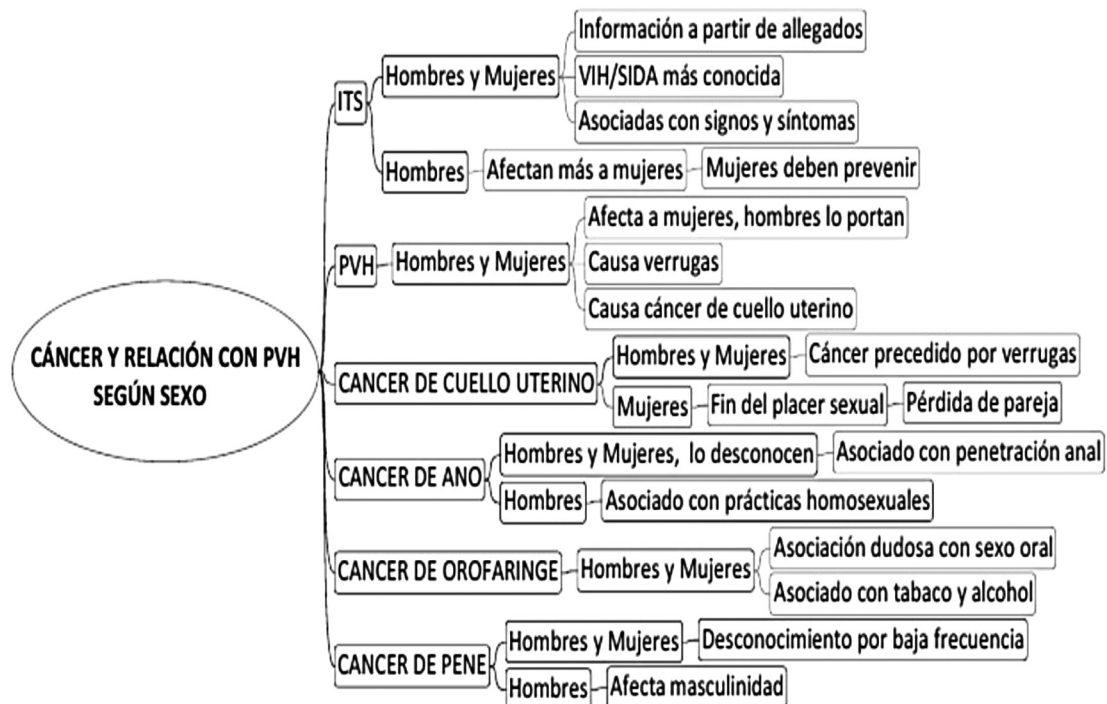 CÁNCER Y RELACIÓN CON PVH
SEGÚN SEXO
ITS
Hombres y Mujeres
Información a partir de allegados
VIH/SIDA más conocida
Asociadas con signos y síntomas
Hombres
Afectan más a mujeres
Mujeres deben prevenir
PVH
Hombres y Mujeres
Afecta a mujeres, hombres lo portan
Causa verrugas
Causa cáncer de cuello uterino
CANCER DE CUELLO UTERINO
Hombres y Mujeres
Cáncer precedido por verrugas
Mujeres
Fin del placer sexual
Pérdida de pareja
CANCER DE ANO
Hombres y Mujeres, lo desconocen
Asociado con penetración anal
Hombres
Asociado con prácticas homosexuales
CANCER DE OROFARINGE
Hombres y Mujeres
Asociación dudosa con sexo oral
Asociado con tabaco y alcohol
CANCER DE PENE
Hombres y Mujeres
Desconocimiento por baja frecuencia
Hombres
Afecta masculinidad